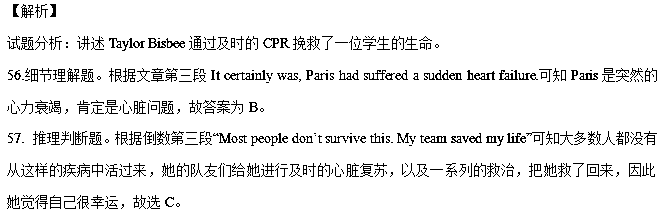 【解析】
试题分析：讲述 Taylor Bisbee 通过及时的 CPR 挽救了一位学生的生命。
56.细节理解题。根据文章第三段 It certainly was, Paris had suffered a sudden heart failure.可知 Paris 是突然的
心力衰竭，肯定是心脏问题，故答案为 B。
57. 推理判断题。根据倒数第三段“Most people don’t survive this. My team saved my life”可知大多数人都没有
从这样的疾病中活过来，她的队友们给她进行及时的心脏复苏，以及一系列的救治，把她救了回来，因此
她觉得自己很幸运，故选 C。